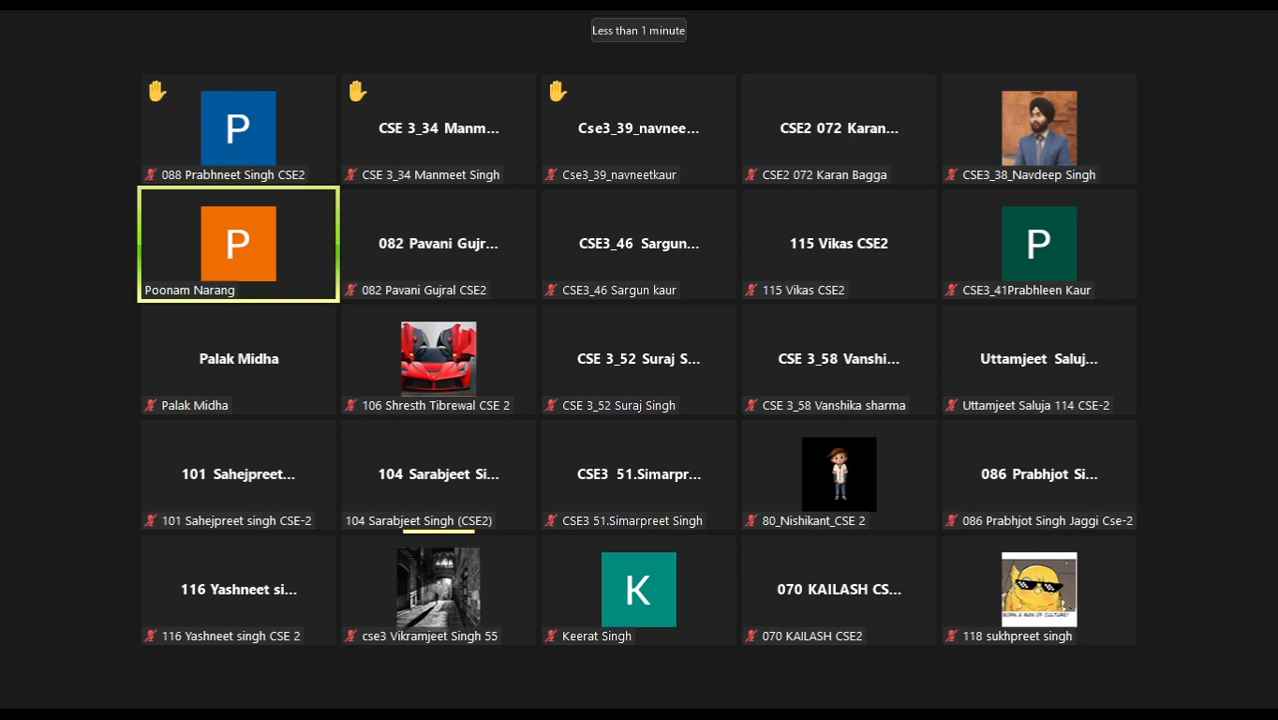 Less than 1 minute
P
088 Prabhneet Singh CSE2
CSE 3_34 Manm...
CSE 3_34 Manmeet Singh
Cse3_39_navnee...
Cse3_39_navneetkaur
CSE2 072 Karan...
CSE2 072 Karan Bagga
CSE3_38_Navdeep Singh
P
Poonam Narang
082 Pavani Gujr...
082 Pavani Gujral CSE2
CSE3_46 Sargun...
CSE3_46 Sargun kaur
115 Vikas CSE2
115 Vikas CSE2
P
CSE3_41Prabhleen Kaur
Palak Midha
Palak Midha
106 Shresth Tibrewal CSE 2
CSE 3_52 Suraj S...
CSE 3_52 Suraj Singh
CSE 3_58 Vanshi...
CSE 3_58 Vanshika sharma
Uttamjeet Saluj...
Uttamjeet Saluja 114 CSE-2
101 Sahejpreet...
101 Sahejpreet singh CSE-2
104 Sarabjeet Si...
104 Sarabjeet Singh (CSE2)
CSE3 51.Simarpr...
CSE3 51.Simarpreet Singh
80_Nishikant_CSE 2
086 Prabhjot Si...
086 Prabhjot Singh Jaggi Cse-2
116 Yashneet si...
116 Yashneet singh CSE 2
cse3 Vikramjeet Singh 55
K
Keerat Singh
070 KAILASH CS...
070 KAILASH CSE2
BORN A MAN OF CULTURE!
118 sukhpreet singh